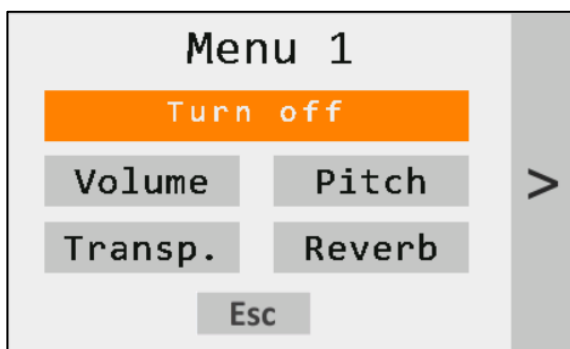 Menu 1
Turn off
Volume Pitch
>
Transp. Reverb
Esc